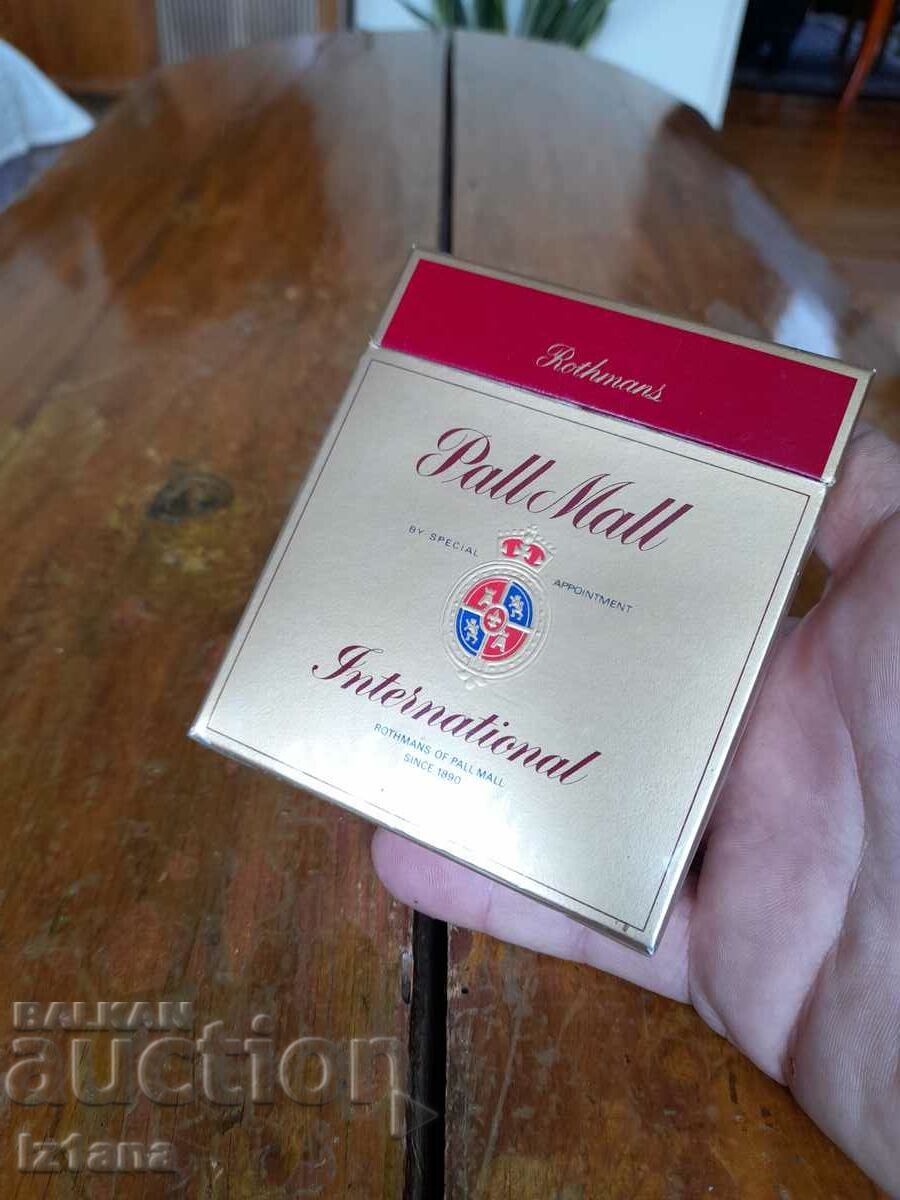 Rothmans
Pall Mall
BY SPECIAL APPOINTMENT
International
ROTHMANS OF PALL MALL
SINCE 1890
BALKAN
auction
Iz1ana